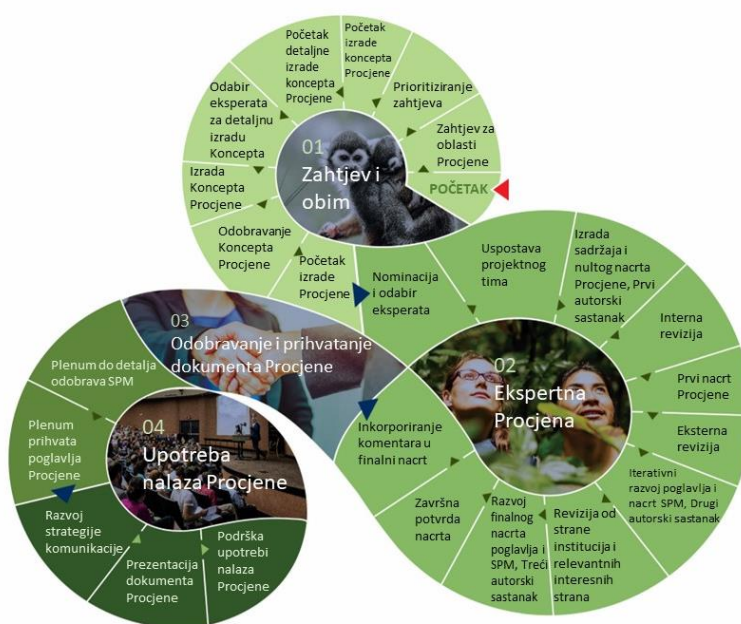 01
Zahtjev i
obim
POČETAK
Zahtjev za
oblasti
Procjene
Prioritiziranje
zahtjeva
Početak
izrade
koncepta
Procjene
Početak
detaljne
izrade
koncepta
Procjene
Odabir
eksperata
za detaljnu
izradu
Koncepta
Izrada
Koncepta
Procjene
Odobravanje
Koncepta
Procjene
Početak
izrade
Procjene
02
Ekspertna
Procjena
Nominacija
i odabir
eksperata
Uspostava
projektnog
tima
Izrada
sadržaja i
nultog nacrta
Procjene, Prvi
autorski
sastanak
Interna
revizija
Prvi nacrt
Procjene
Eksterna
revizija
Iterativni
razvoj poglavlja i
nacrt SPM, Drugi
autorski sastanak
Revizija od
strane
institucija i
relevantnih
interesnih
strana
Razvoj
finalnog
nacrta
poglavlja i
SPM, Treći
autorski
sastanak
Završna
potvrda
nacrta
Inkorporiranje
komentara u
finalni nacrt
03
Odobravanje i prihvatanje
dokumenta Procjene
Plenum do detalja
odobrava SPM
Plenum
prihvata
poglavlja
Procjene
04
Upotreba
nalaza Procjene
Razvoj
strategije
komunikacije
Prezentacija
dokumenta
Procjene
Podrška
upotrebi
nalaza
Procjene